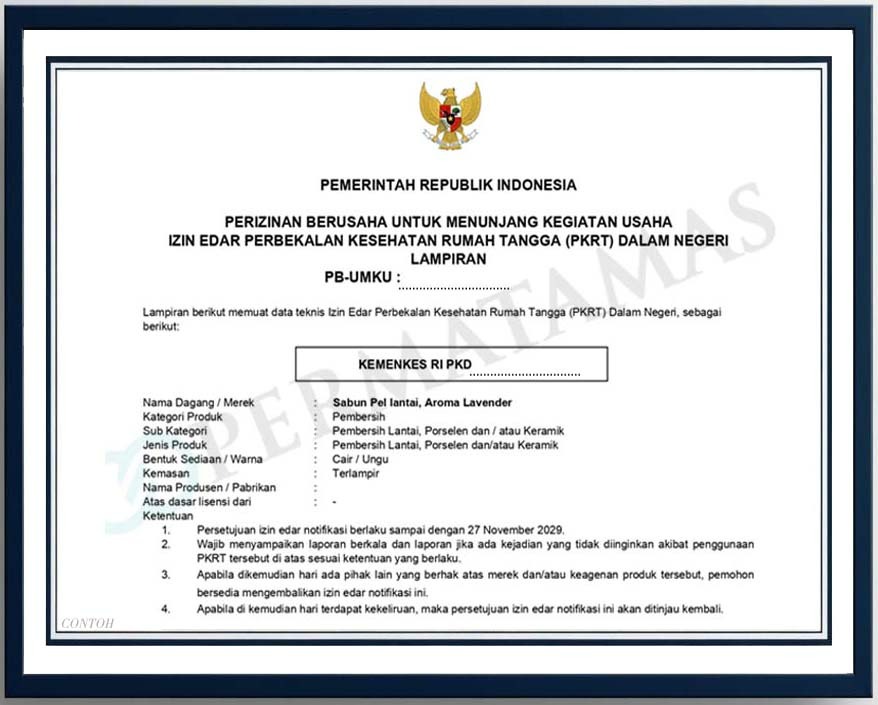 PEMERINTAH REPUBLIK INDONESIA
PERIZINAN BERUSAHA UNTUK MENUNJANG KEGIATAN USAHA
IZIN EDAR PERBEKALAN KESEHATAN RUMAH TANGGA (PKRT) DALAM NEGERI
LAMPIRAN
PB-UMKU :
Lampiran berikut memuat data teknis Izin Edar Perbekalan Kesehatan Rumah Tangga (PKRT) Dalam Negeri, sebagai
berikut:
KEMENKES RI PKD
Nama Dagang / Merek : Sabun Pel lantai, Aroma Lavender
Kategori Produk : Pembersih
Sub Kategori : Pembersih Lantai, Porselen dan / atau Keramik
Jenis Produk : Pembersih Lantai, Porselen dan/atau Keramik
Bentuk Sediaan / Warna : Cair / Ungu
Kemasan : Terlampir
Nama Produsen / Pabrikan :
Atas dasar lisensi dari : -
Ketentuan
1. Persetujuan izin edar notifikasi berlaku sampai dengan 27 November 2029.
2. Wajib menyampaikan laporan berkala dan laporan jika ada kejadian yang tidak diinginkan akibat penggunaan
PKRT tersebut di atas sesuai ketentuan yang berlaku.
3. Apabila dikemudian hari ada pihak lain yang berhak atas merek dan/atau keagenan produk tersebut, pemohon
bersedia mengembalikan izin edar notifikasi ini.
4. Apabila di kemudian hari terdapat kekeliruan, maka persetujuan izin edar notifikasi ini akan ditinjau kembali.
PERMATAMAS
CONTOH